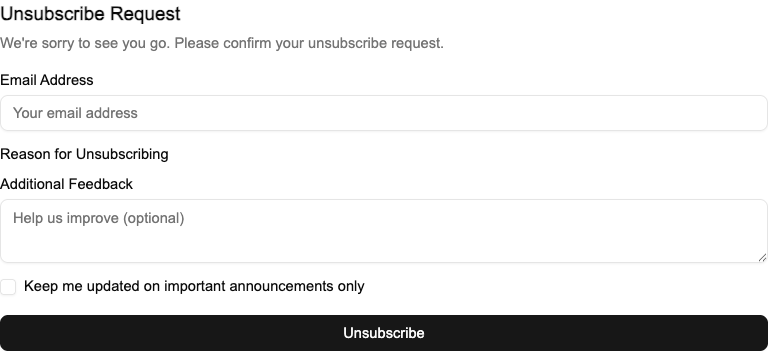 Unsubscribe Request
We're sorry to see you go. Please confirm your unsubscribe request.
Email Address
Your email address
Reason for Unsubscribing
Additional Feedback
Help us improve (optional)
Keep me updated on important announcements only
Unsubscribe